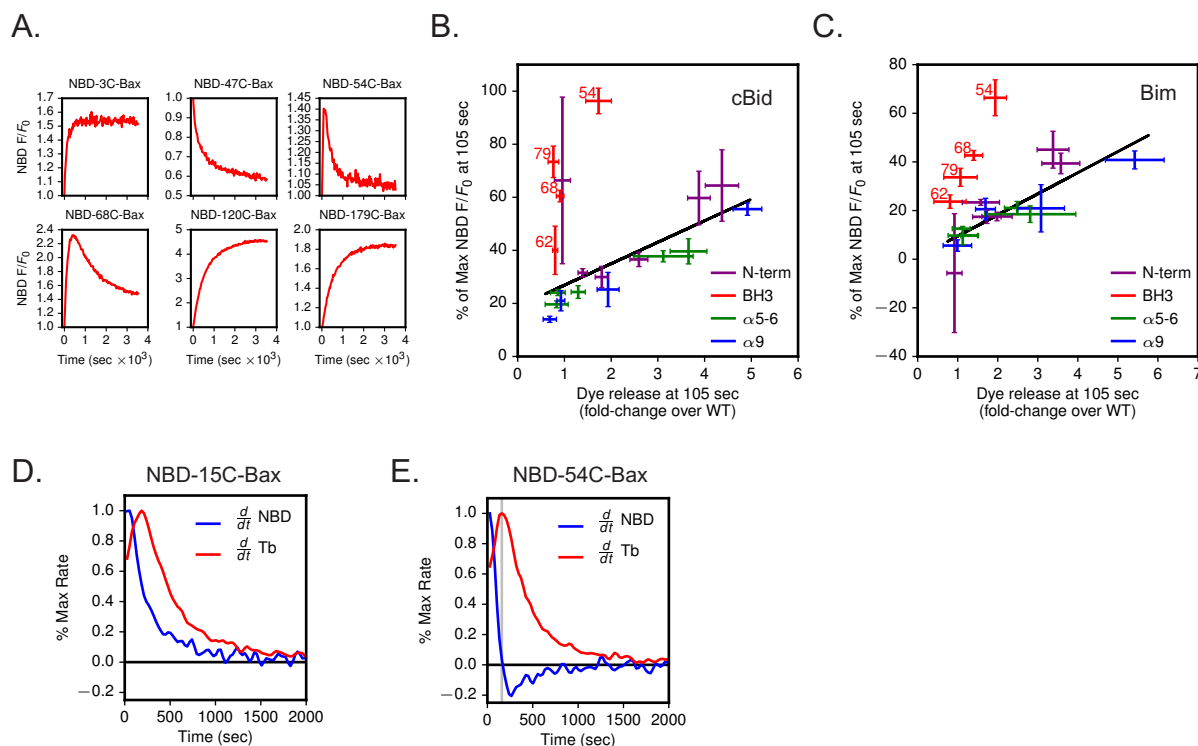 A.
NBD-3C-Bax
NBD-47C-Bax
NBD-54C-Bax
NBD F/F0
1.7
1.6
1.5
1.4
1.3
1.2
1.1
1.0
1.0
0.9
0.8
0.7
0.6
0.5
1.45
1.40
1.35
1.30
1.25
1.20
1.15
1.10
1.05
1.00
NBD-68C-Bax
NBD-120C-Bax
NBD-179C-Bax
NBD F/F0
2.4
2.2
2.0
1.8
1.6
1.4
1.2
1.0
5
4
3
2
1
2.0
1.8
1.6
1.4
1.2
1.0
0 1 2 3 4
0 1 2 3 4
0 1 2 3 4
Time (sec ×10³)
Time (sec ×10³)
Time (sec ×10³)
B.
cBid
% of Max NBD F/F0 at 105 sec
100
80
60
40
20
0
54
79
68
62
N-term
BH3
α5-6
α9
0 1 2 3 4 5 6
Dye release at 105 sec
(fold-change over WT)
C.
Bim
% of Max NBD F/F0 at 105 sec
80
60
40
20
0
−20
−40
54
68
79
62
N-term
BH3
α5-6
α9
0 1 2 3 4 5 6 7
Dye release at 105 sec
(fold-change over WT)
D.
NBD-15C-Bax
% Max Rate
1.0
0.8
0.6
0.4
0.2
0.0
−0.2
d/dt NBD
d/dt Tb
0 500 1000 1500 2000
Time (sec)
E.
NBD-54C-Bax
% Max Rate
1.0
0.8
0.6
0.4
0.2
0.0
−0.2
d/dt NBD
d/dt Tb
0 500 1000 1500 2000
Time (sec)